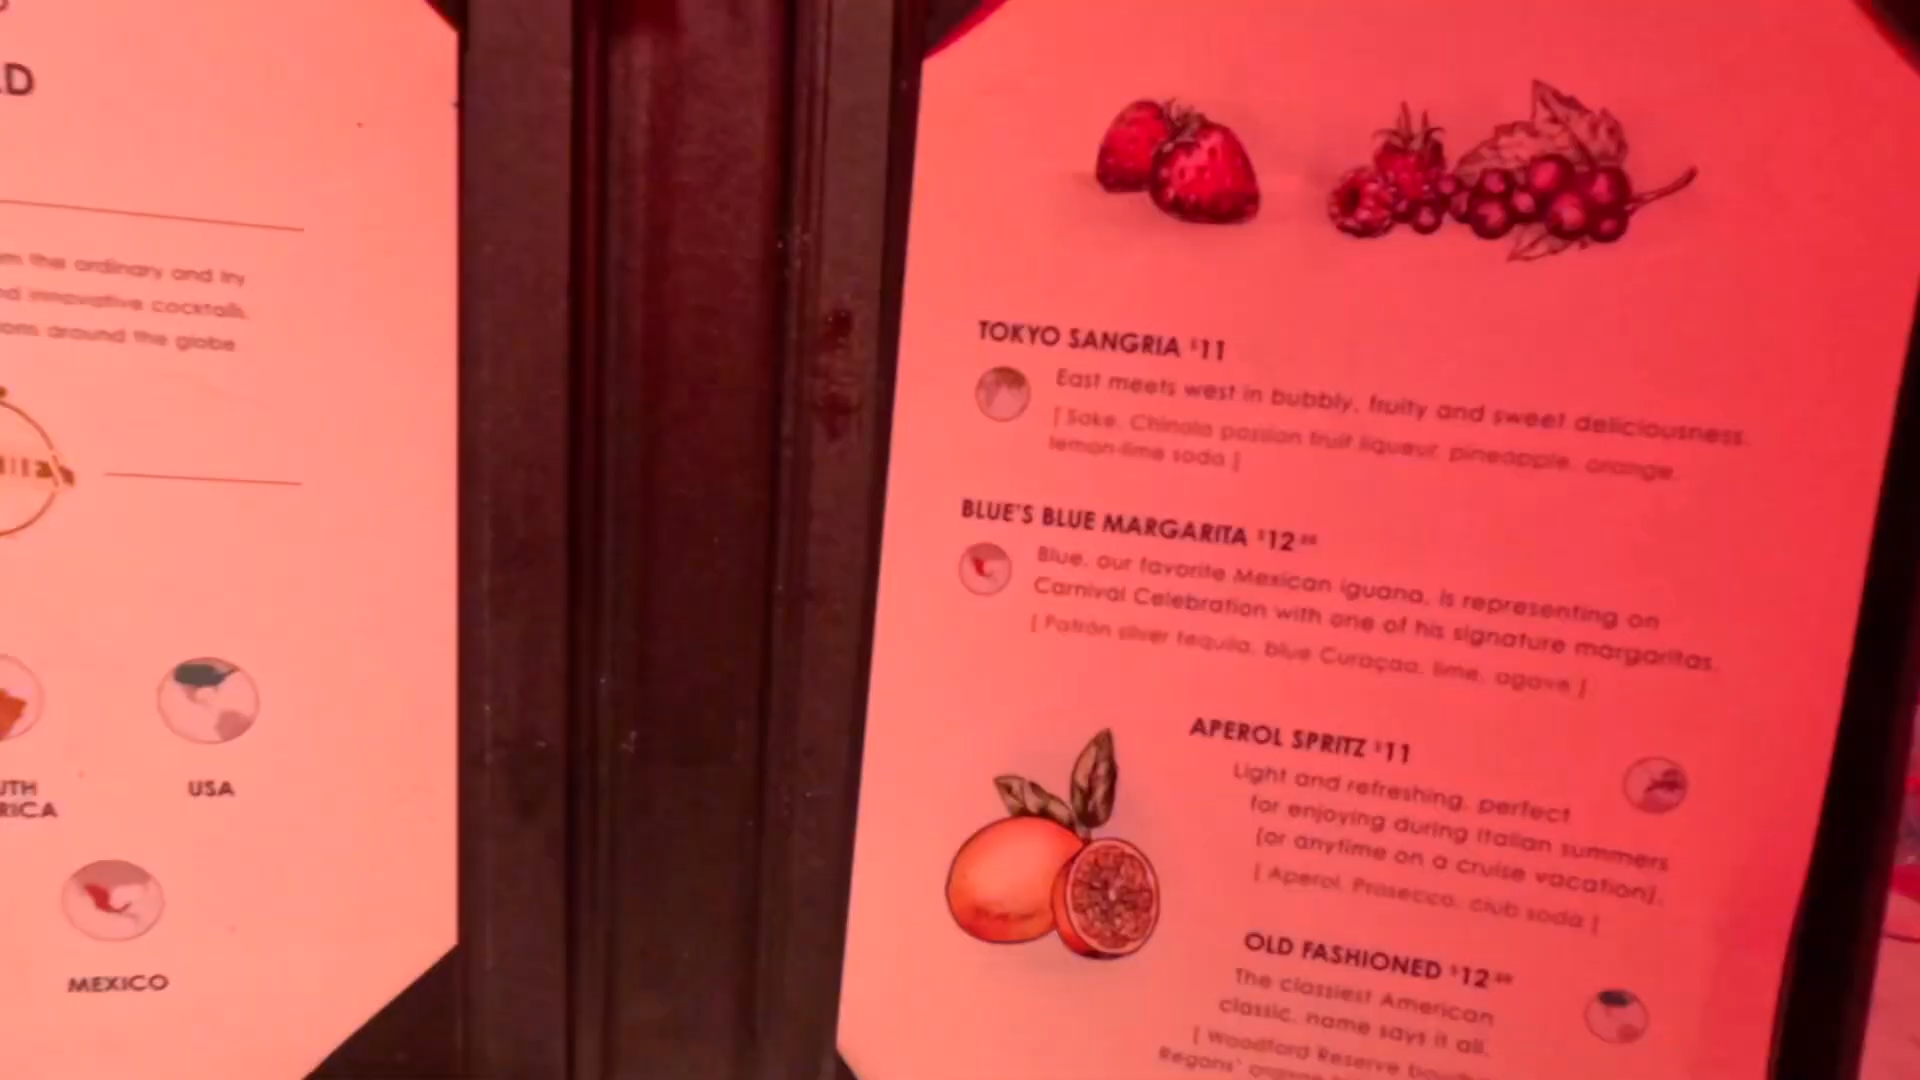 the ordinary and try
innovative cocktails
around the globe
USA
MEXICO
TOKYO SANGRIA $11
East meets west in bubbly, fruity and sweet deliciousness.
[ Sake, Chinola passion fruit liqueur, pineapple, orange,
lemon-lime soda ]
BLUE'S BLUE MARGARITA $12
Blue, our favorite Mexican iguana, is representing on
Carnival Celebration with one of his signature margaritas.
[ Patrón silver tequila, blue Curaçao, lime, agave ]
APEROL SPRITZ $11
Light and refreshing, perfect
for enjoying during Italian summers
(or anytime on a cruise vacation).
[ Aperol, Prosecco, club soda ]
OLD FASHIONED $12
The classiest American
classic, name says it all.
[ Woodford Reserve
Regans'